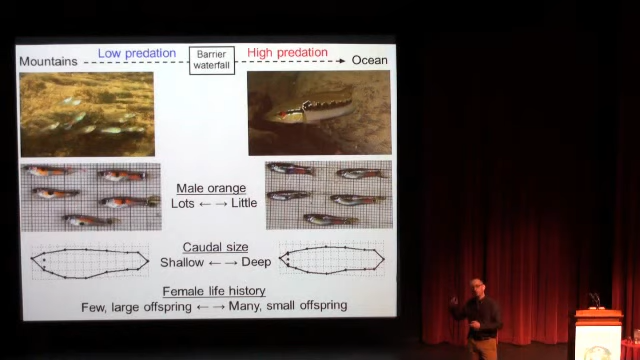 Low predation
Barrier
waterfall
High predation
Mountains
Ocean
Male orange
Lots ← → Little
Caudal size
Shallow ← → Deep
Female life history
Few, large offspring ← → Many, small offspring